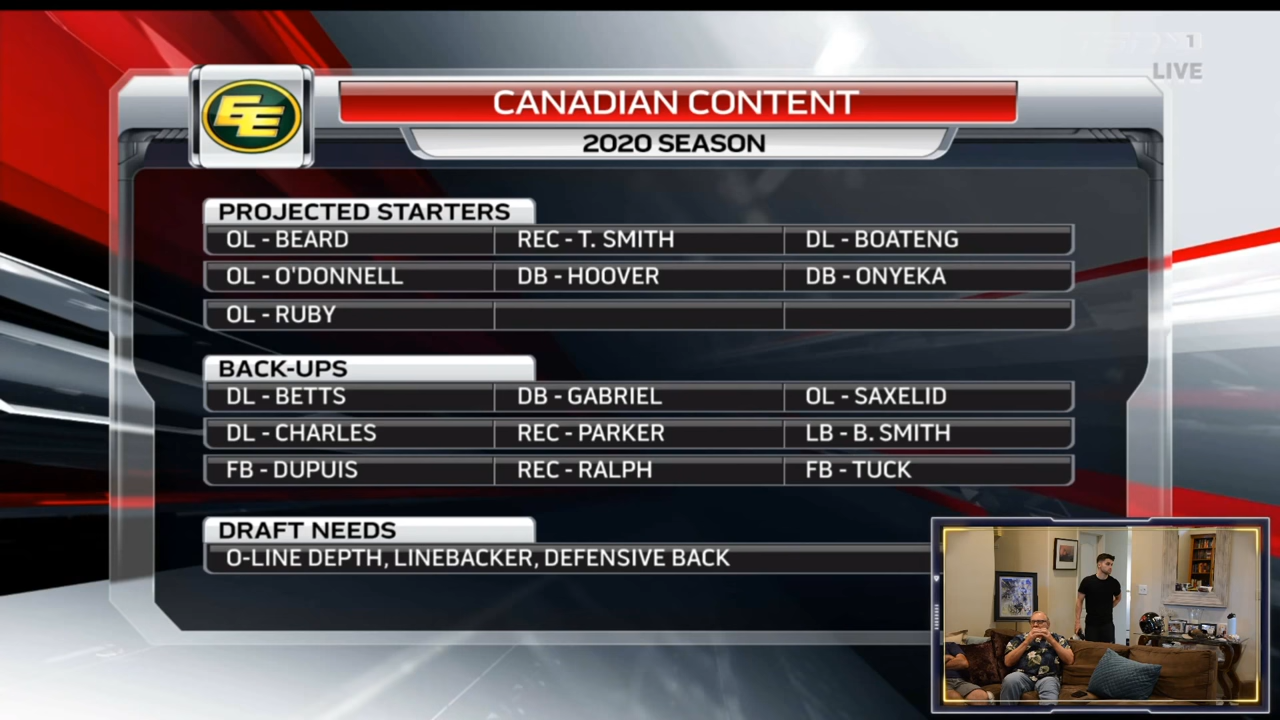 LIVE
EE
CANADIAN CONTENT
2020 SEASON
PROJECTED STARTERS
OL - BEARD REC - T. SMITH DL - BOATENG
OL - O'DONNELL DB - HOOVER DB - ONYEKA
OL - RUBY
BACK-UPS
DL - BETTS DB - GABRIEL OL - SAXELID
DL - CHARLES REC - PARKER LB - B. SMITH
FB - DUPUIS REC - RALPH FB - TUCK
DRAFT NEEDS
O-LINE DEPTH, LINEBACKER, DEFENSIVE BACK